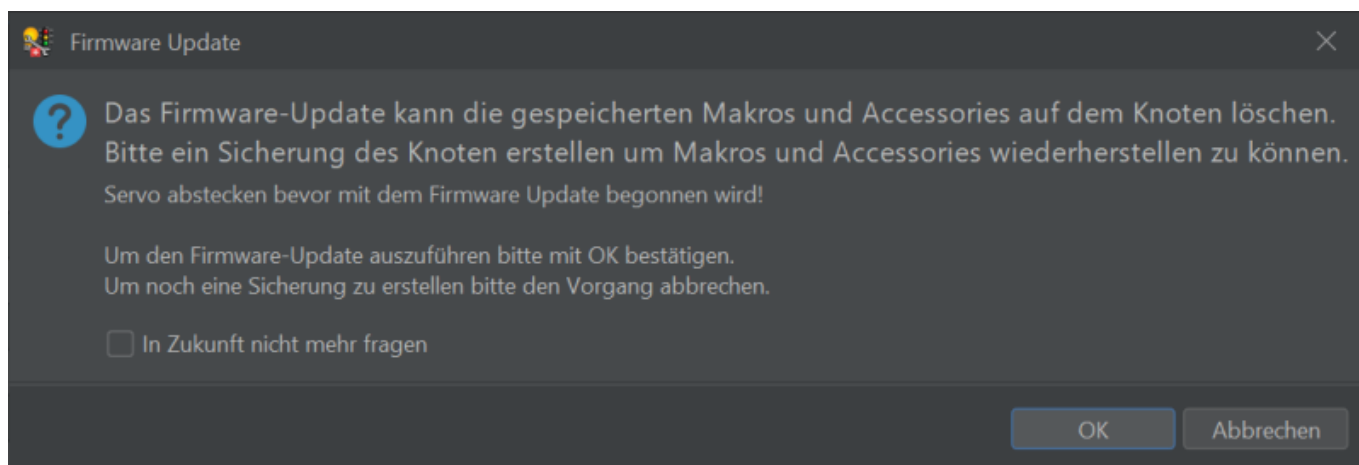 Firmware Update
Das Firmware-Update kann die gespeicherten Makros und Accessories auf dem Knoten löschen.
Bitte ein Sicherung des Knoten erstellen um Makros und Accessories wiederherstellen zu können.
Servo abstecken bevor mit dem Firmware Update begonnen wird!
Um den Firmware-Update auszuführen bitte mit OK bestätigen.
Um noch eine Sicherung zu erstellen bitte den Vorgang abbrechen.
In Zukunft nicht mehr fragen
OK Abbrechen